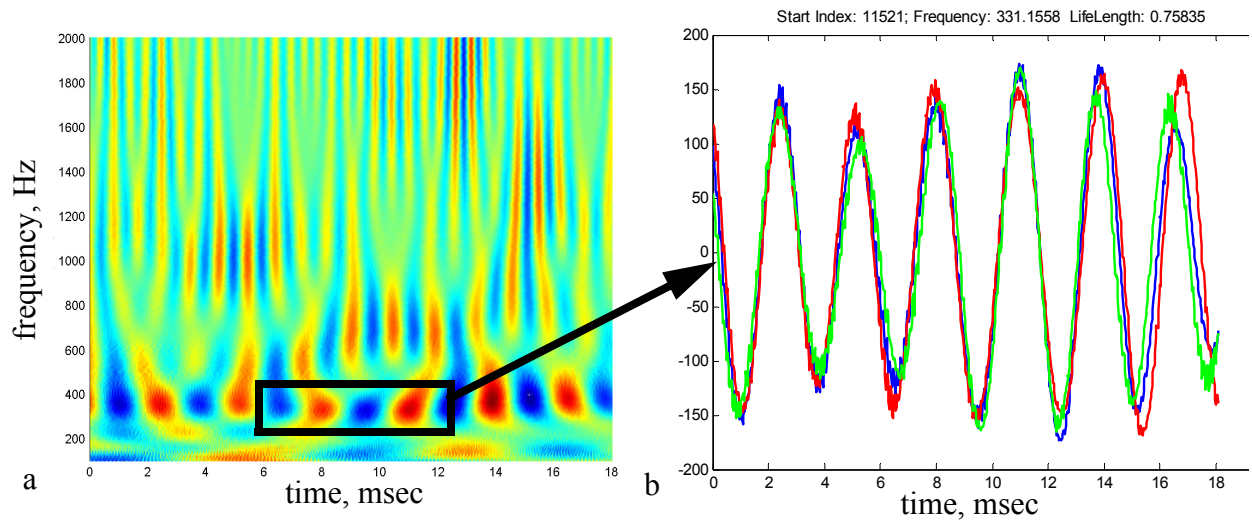 Start Index: 11521; Frequency: 331.1558 LifeLength: 0.75835
2000
1800
1600
1400
1200
1000
800
600
400
200
frequency, Hz
0 2 4 6 8 10 12 14 16 18
time, msec
a
200
150
100
50
0
-50
-100
-150
-200
0 2 4 6 8 10 12 14 16 18
time, msec
b